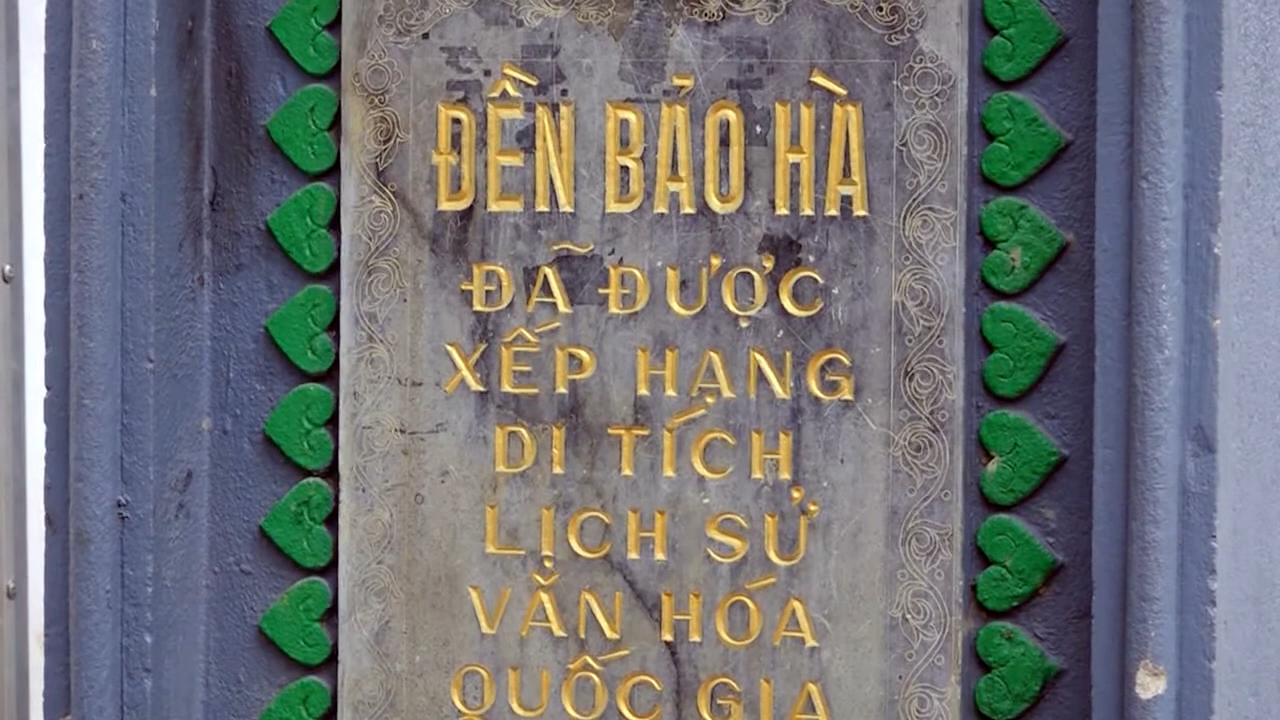 ĐỀN BẢO HÀ
ĐÃ ĐƯỢC
XẾP HẠNG
DI TÍCH
LỊCH SỬ
VĂN HÓA
QUỐC GIA